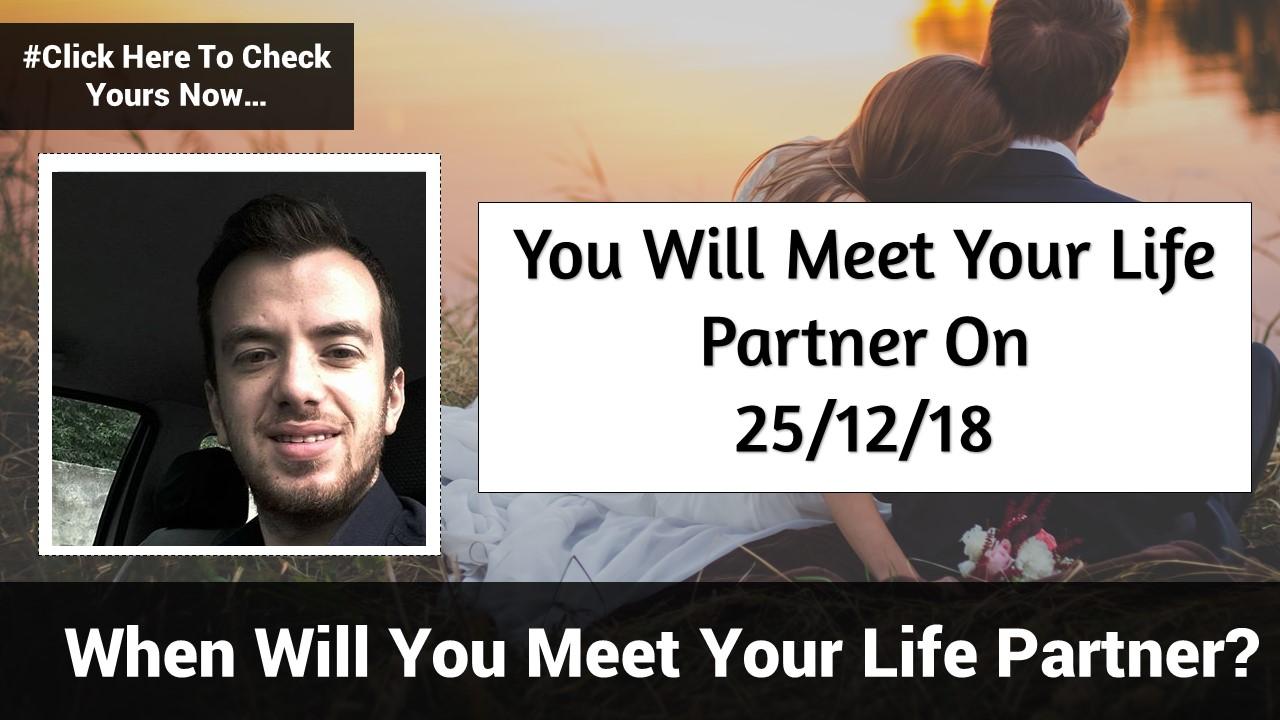 #Click Here To Check
Yours Now...
You Will Meet Your Life
Partner On
25/12/18
When Will You Meet Your Life Partner?